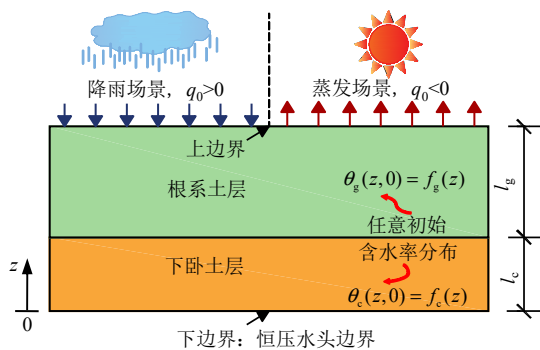 降雨场景，q₀>0
蒸发场景，q₀<0
上边界
根系土层
θg(z,0) = fg(z)
任意初始
lg
下卧土层
含水率分布
θc(z,0) = fc(z)
lc
z
0
下边界：恒压水头边界